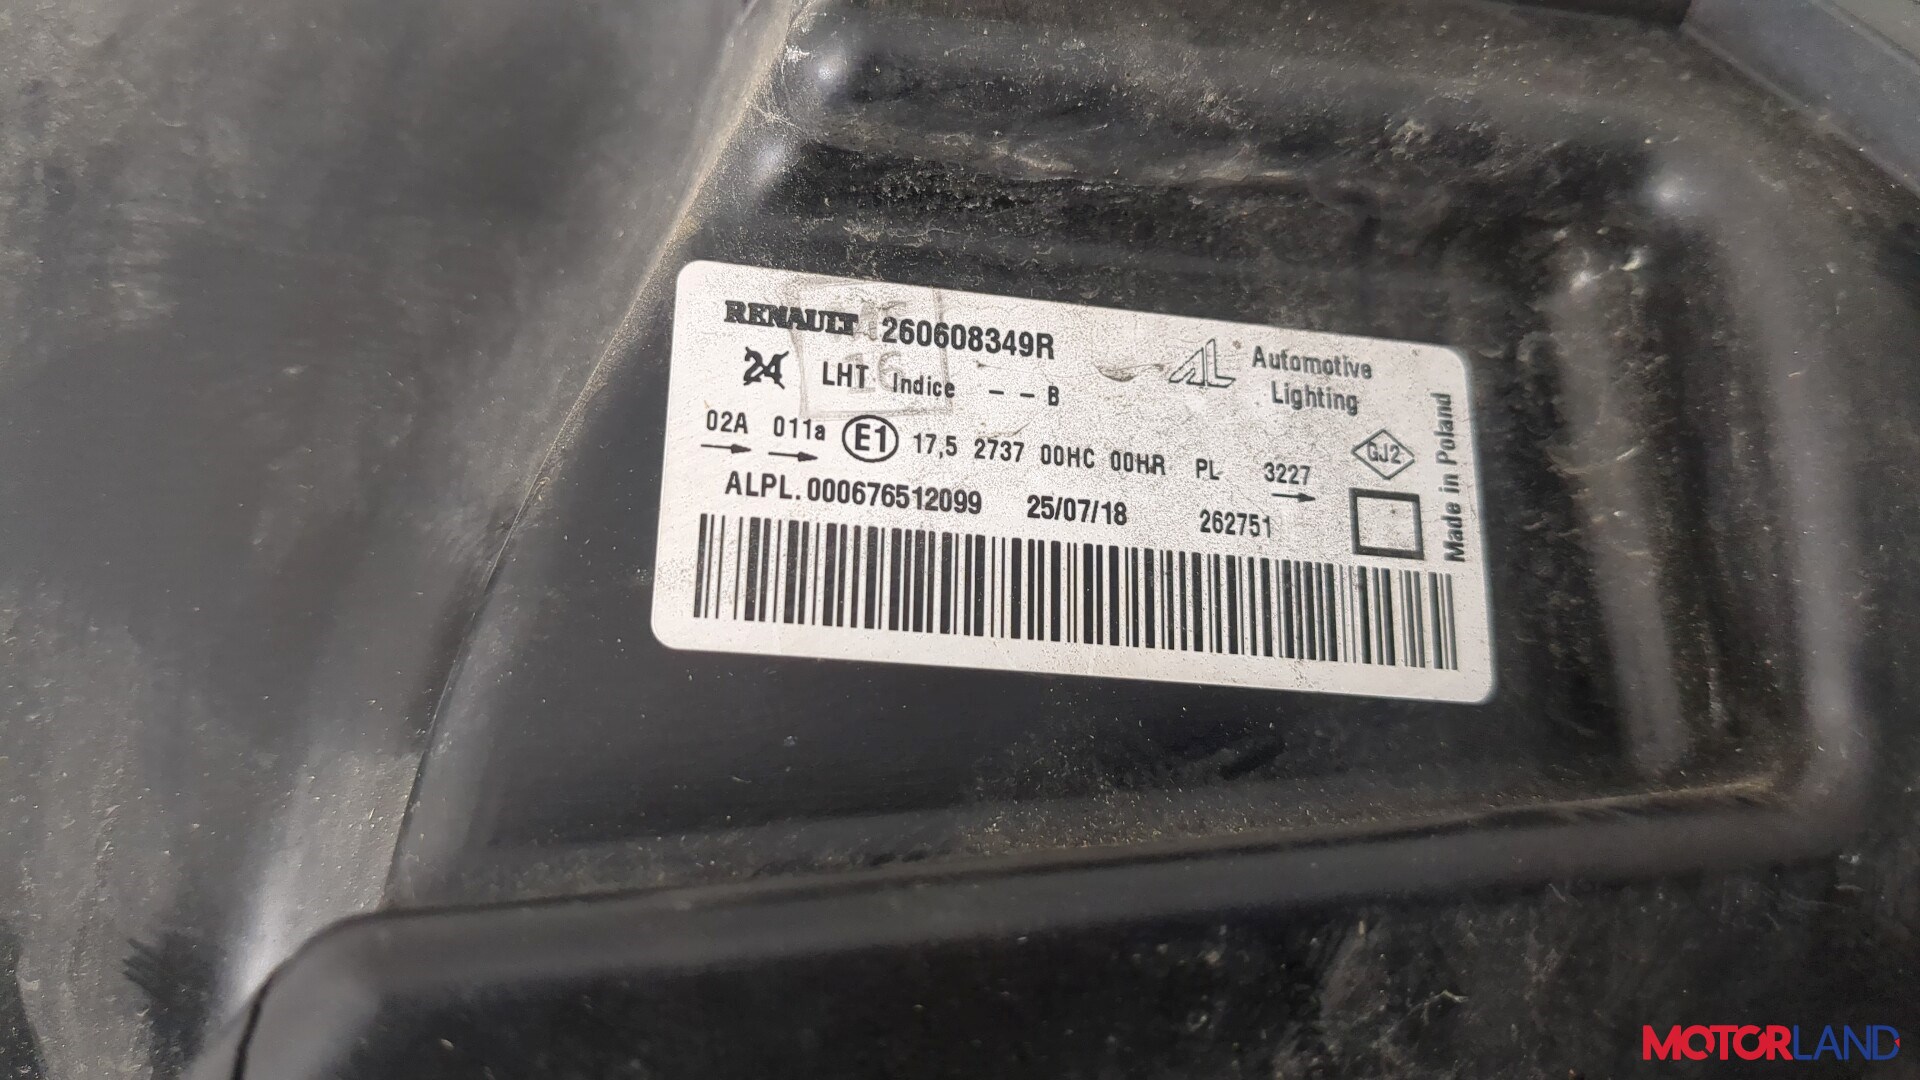 RENAULT 260608349R
24 LHT Indice - - B
Automotive
Lighting
02A 011a E1 17,5 2737 00HC 00HR PL 3227
GJ2
ALPL.000676512099 25/07/18 262751
Made in Poland
MOTORLAND